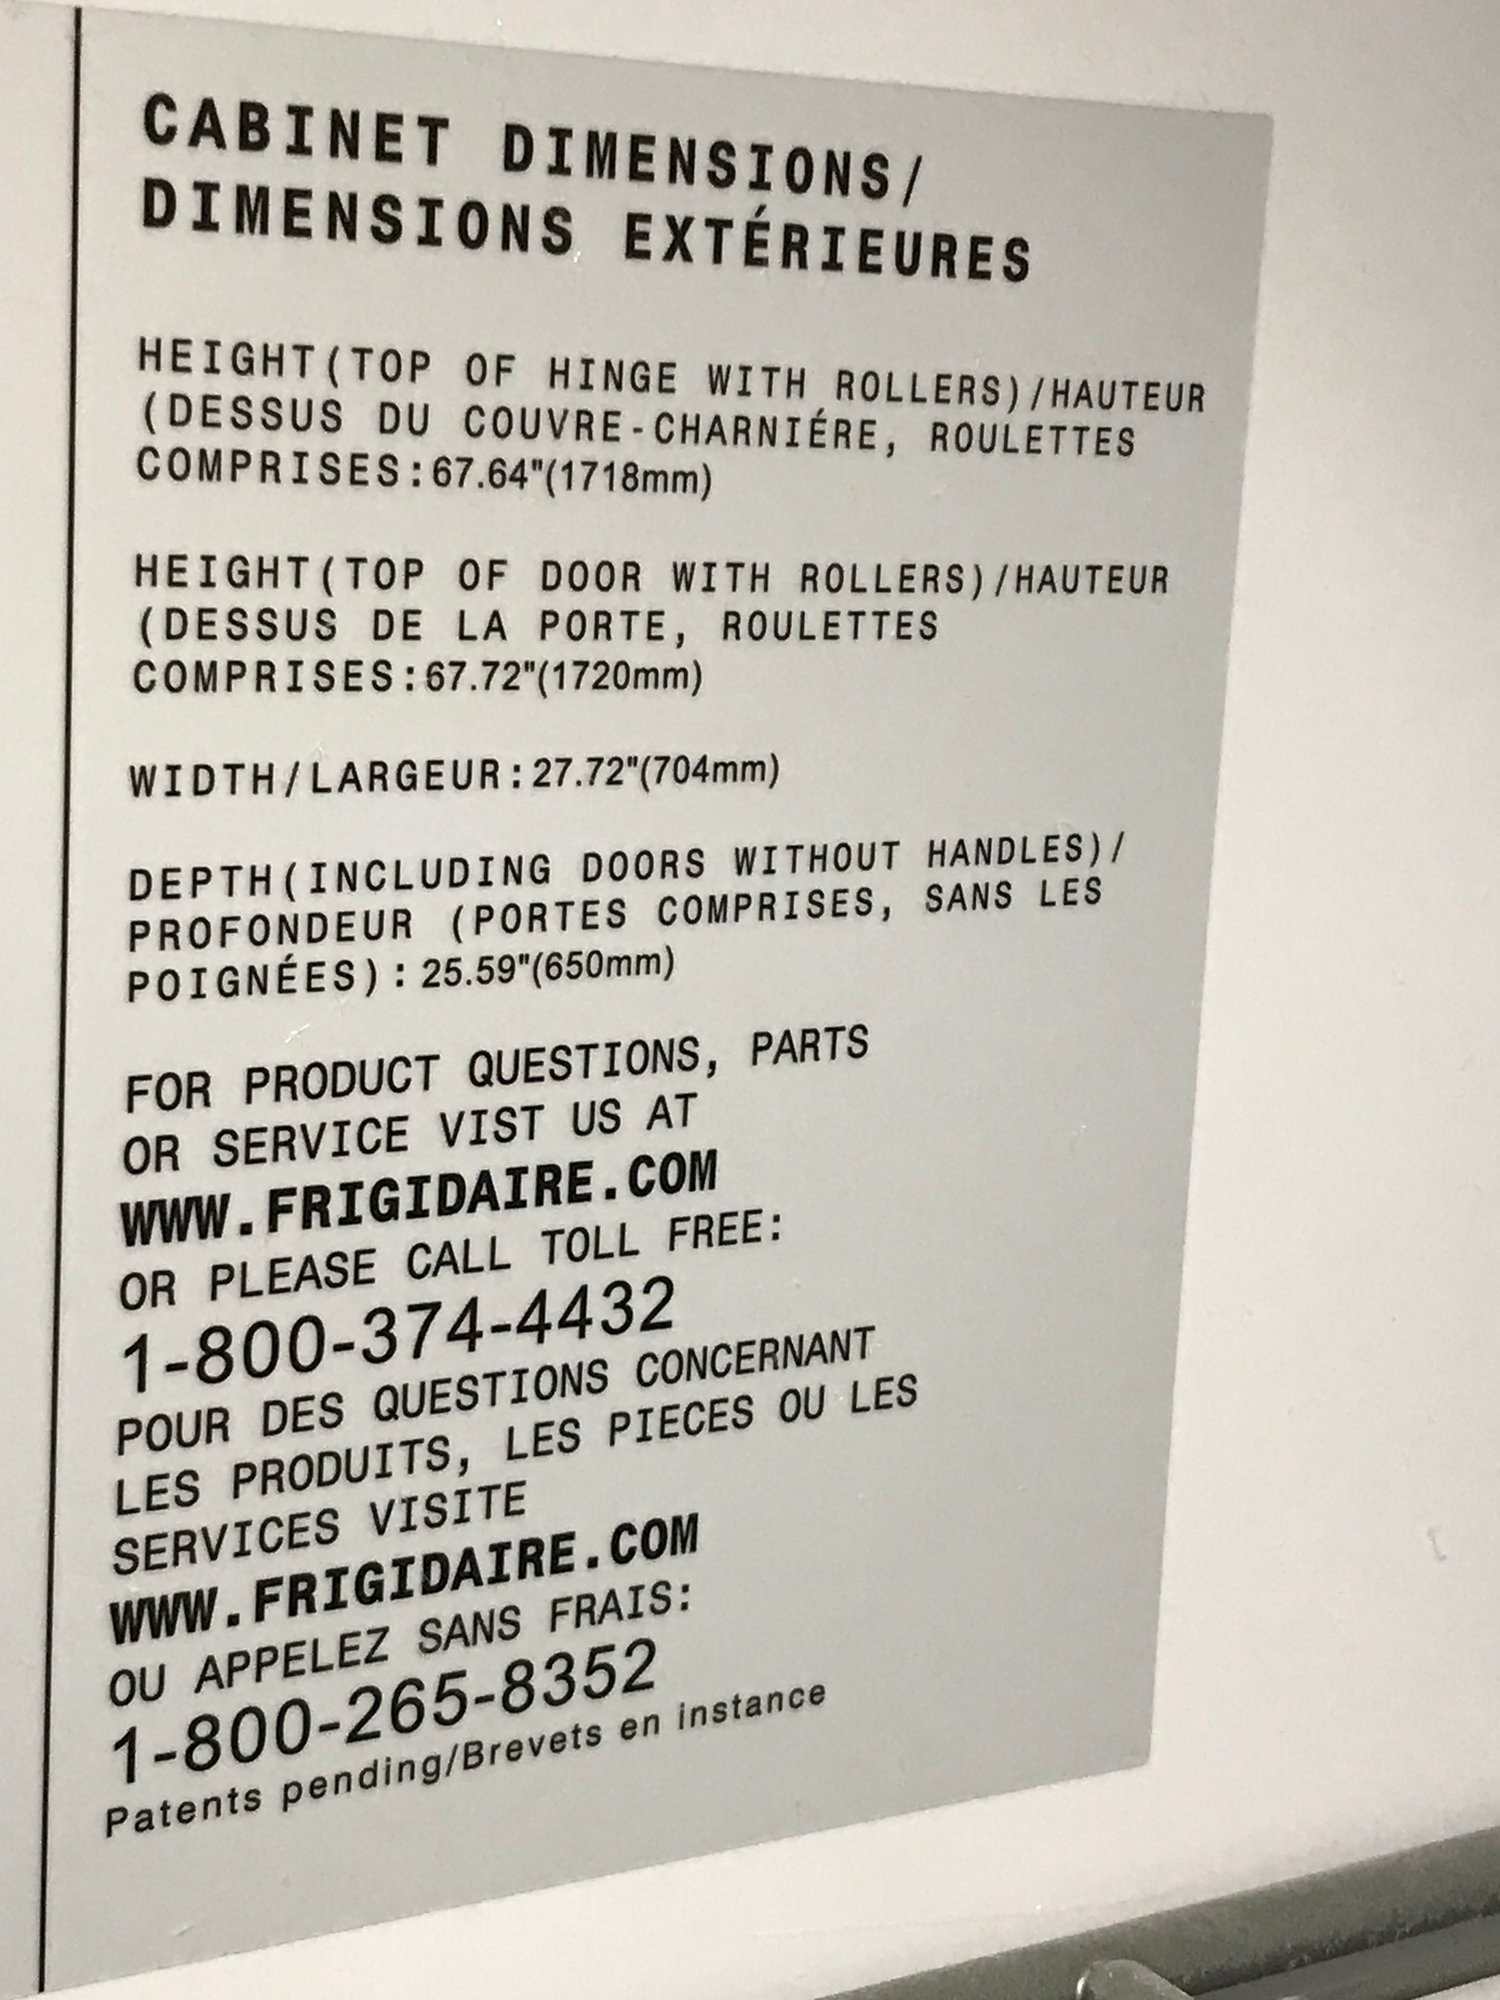 CABINET DIMENSIONS/
DIMENSIONS EXTÉRIEURES
HEIGHT(TOP OF HINGE WITH ROLLERS)/HAUTEUR
(DESSUS DU COUVRE-CHARNIÉRE, ROULETTES
COMPRISES:67.64"(1718mm)
HEIGHT(TOP OF DOOR WITH ROLLERS)/HAUTEUR
(DESSUS DE LA PORTE, ROULETTES
COMPRISES:67.72"(1720mm)
WIDTH/LARGEUR:27.72"(704mm)
DEPTH(INCLUDING DOORS WITHOUT HANDLES)/
PROFONDEUR (PORTES COMPRISES, SANS LES
POIGNÉES):25.59"(650mm)
FOR PRODUCT QUESTIONS, PARTS
OR SERVICE VIST US AT
WWW.FRIGIDAIRE.COM
OR PLEASE CALL TOLL FREE:
1-800-374-4432
POUR DES QUESTIONS CONCERNANT
LES PRODUITS, LES PIECES OU LES
SERVICES VISITE
WWW.FRIGIDAIRE.COM
OU APPELEZ SANS FRAIS:
1-800-265-8352
Patents pending/Brevets en instance